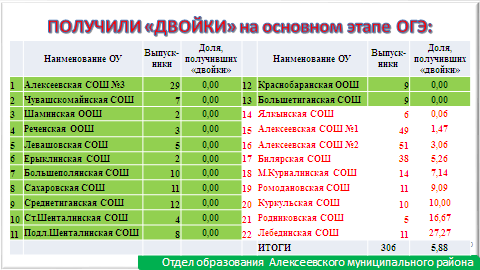 ПОЛУЧИЛИ «ДВОЙКИ» на основном этапе ОГЭ:
Наименование ОУ Выпуск-ники Доля, получивших «двойки»
1 Алексеевская СОШ №3 29 0,00
2 Чувашскомайнская СОШ 7 0,00
3 Шаминская ООШ 2 0,00
4 Реченская ООШ 3 0,00
5 Левашовская СОШ 5 0,00
6 Ерыклинская СОШ 2 0,00
7 Большеполянская СОШ 10 0,00
8 Сахаровская СОШ 11 0,00
9 Среднетиганская СОШ 12 0,00
10 Ст.Шенталинская СОШ 4 0,00
11 Подл.Шенталинская СОШ 8 0,00
Наименование ОУ Выпуск-ники Доля, получивших «двойки»
12 Краснобаранская ООШ 9 0,00
13 Большетиганская СОШ 9 0,00
14 Ялкынская СОШ 6 0,06
15 Алексеевская СОШ №1 49 1,47
16 Алексеевская СОШ №2 51 3,06
17 Билярская СОШ 38 5,26
18 М.Курналинская СОШ 14 7,14
19 Ромодановская СОШ 11 9,09
20 Куркульская СОШ 10 10,00
21 Родниковская СОШ 5 16,67
22 Лебединская СОШ 11 27,27
ИТОГИ 306 5,88
Отдел образования Алексеевского муниципального района